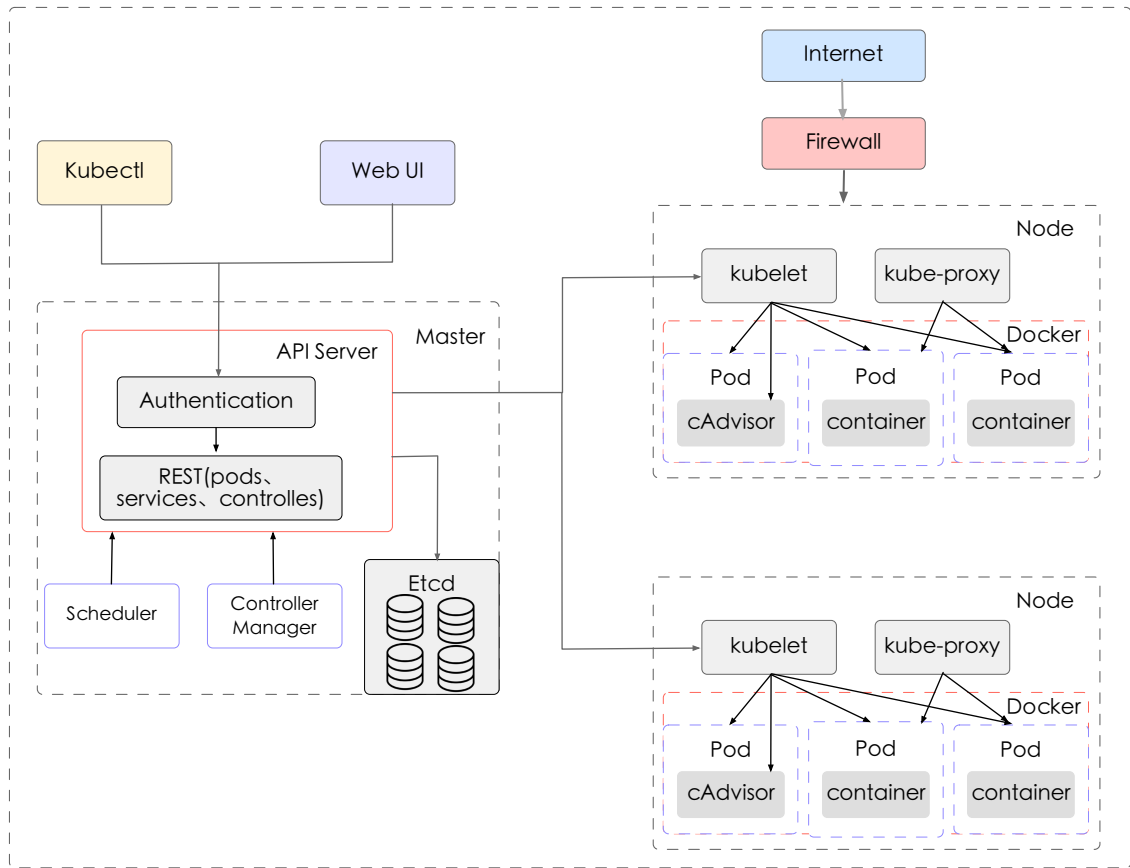 Internet
Firewall
Kubectl
Web UI
Master
API Server
Authentication
REST(pods、
services、controlles)
Scheduler
Controller
Manager
Etcd
Node
kubelet
kube-proxy
Docker
Pod
Pod
Pod
cAdvisor
container
container
Node
kubelet
kube-proxy
Docker
Pod
Pod
Pod
cAdvisor
container
container